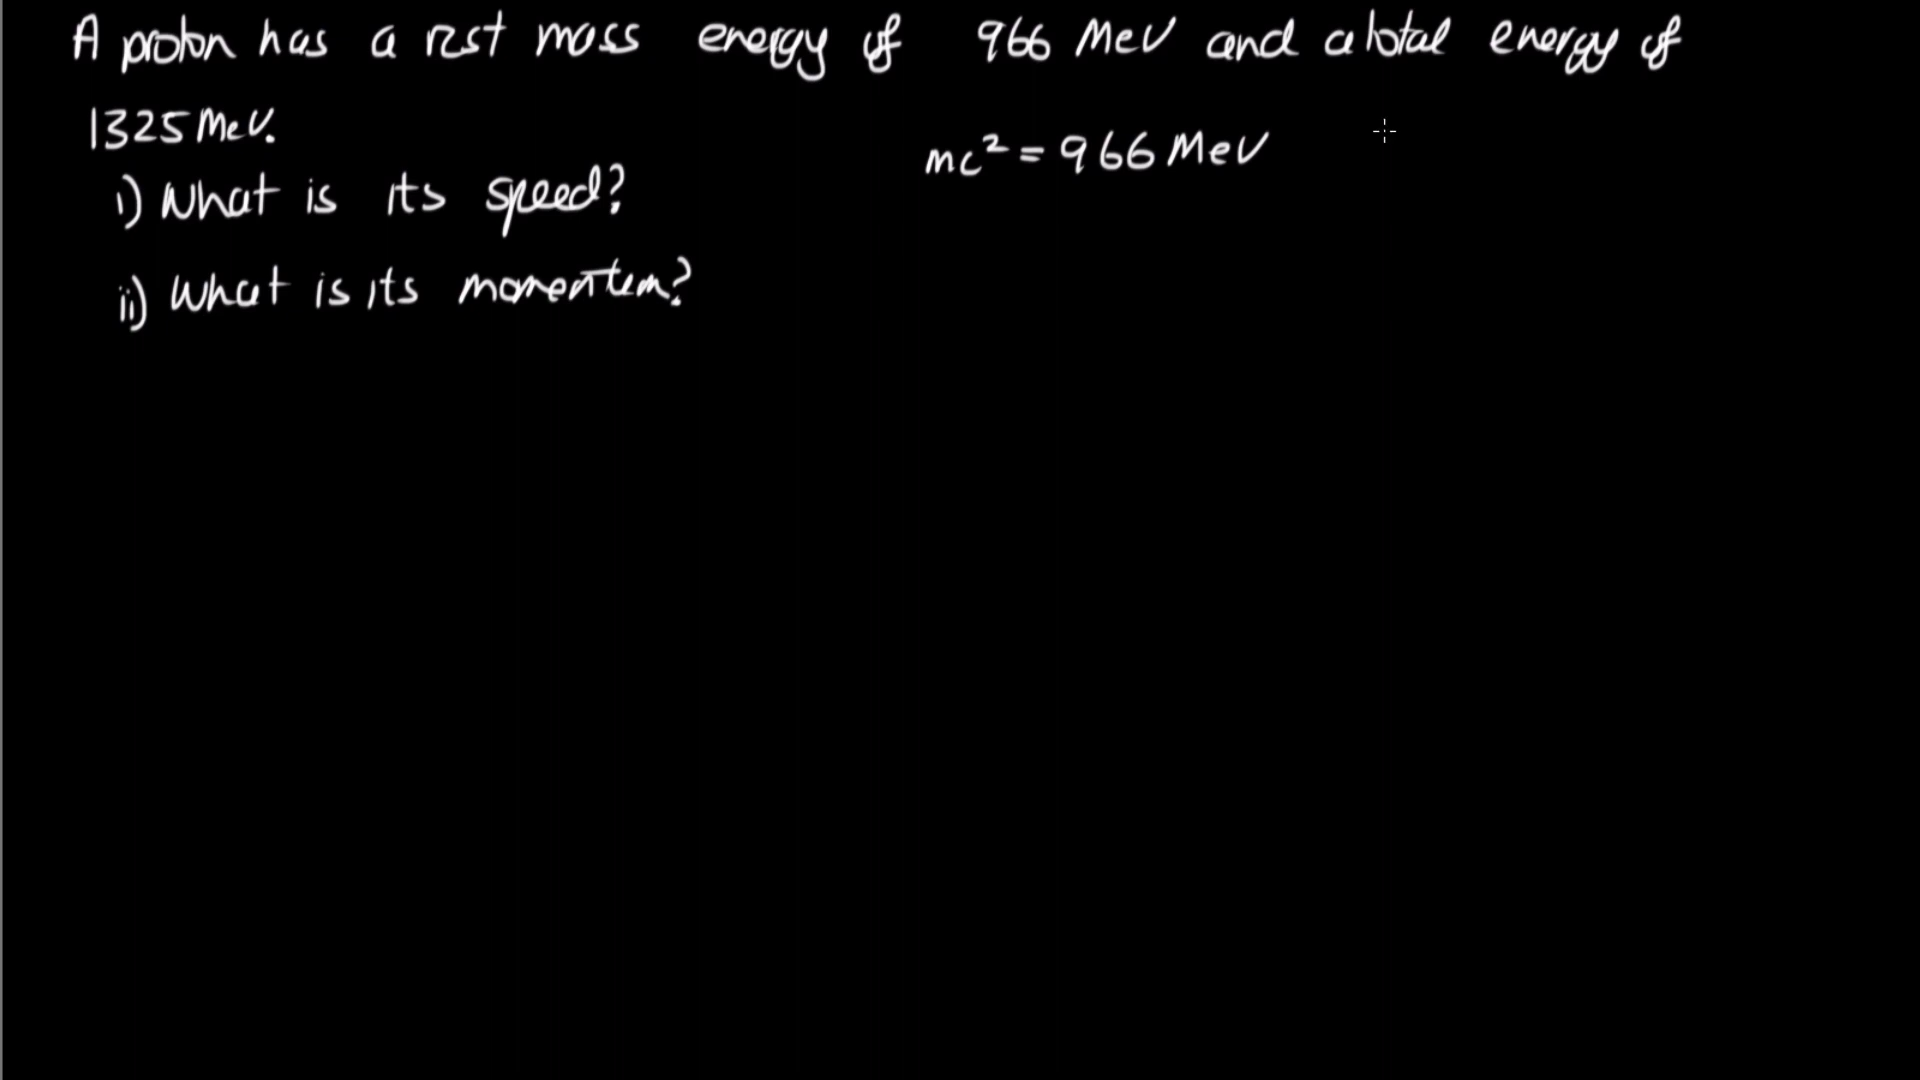 A proton has a rest mass energy of 966 MeV and a total energy of
1325 MeV.
mc² = 966 MeV
i) What is its speed?
ii) What is its momentum?